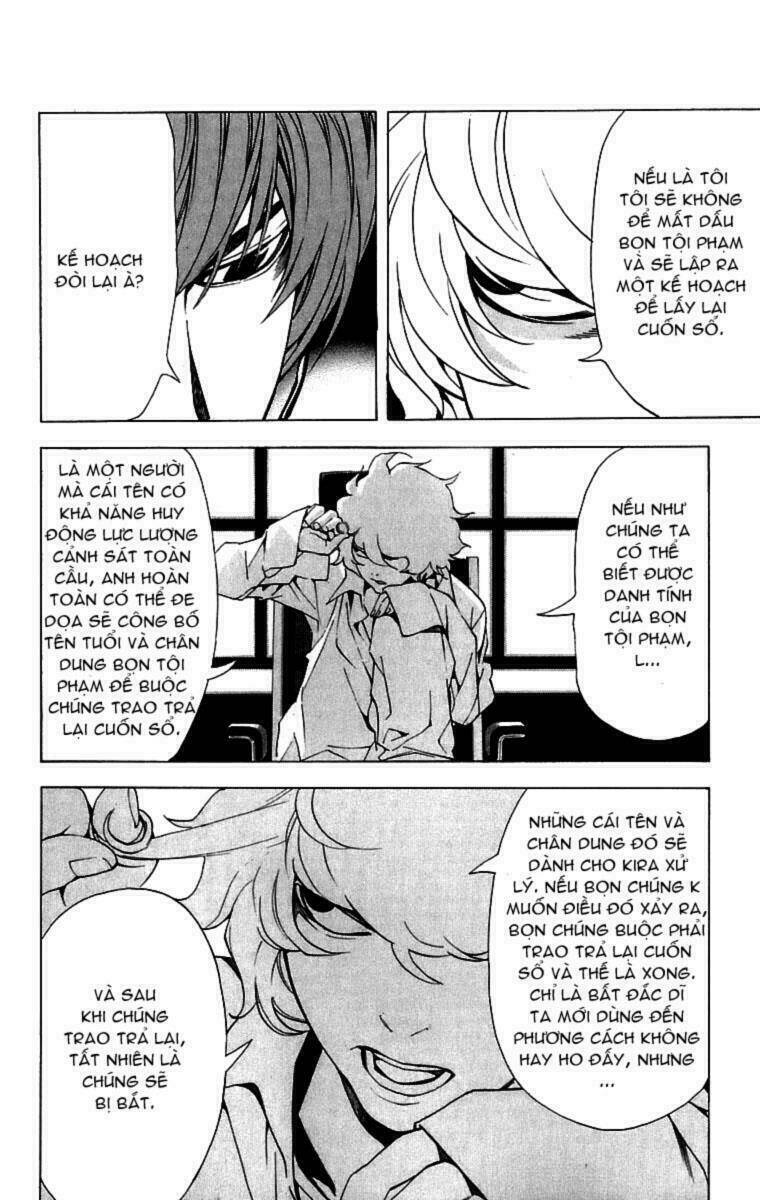 NẾU LÀ TÔI
TÔI SẼ KHÔNG
ĐỂ MẤT DẤU
BỌN TỘI PHẠM
VÀ SẼ LẬP RA
MỘT KẾ HOẠCH
ĐỂ LẤY LẠI
CUỐN SỔ.
KẾ HOẠCH
ĐÒI LẠI À?
NẾU NHƯ
CHÚNG TA
CÓ THỂ
BIẾT ĐƯỢC
DANH TÍNH
CỦA BỌN
TỘI PHẠM,
L...
LÀ MỘT NGƯỜI
MÀ CÁI TÊN CÓ
KHẢ NĂNG HUY
ĐỘNG LỰC LƯỢNG
CẢNH SÁT TOÀN
CẦU, ANH HOÀN
TOÀN CÓ THỂ ĐE
DỌA SẼ CÔNG BỐ
TÊN TUỔI VÀ CHÂN
DUNG BỌN TỘI
PHẠM ĐỂ BUỘC
CHÚNG TRAO TRẢ
LẠI CUỐN SỔ.
NHỮNG CÁI TÊN VÀ
CHÂN DUNG ĐÓ SẼ
DÀNH CHO KIRA XỬ
LÝ. NẾU BỌN CHÚNG K
MUỐN ĐIỀU ĐÓ XẢY RA,
BỌN CHÚNG BUỘC PHẢI
TRAO TRẢ LẠI CUỐN
SỔ VÀ THẾ LÀ XONG.
CHỈ LÀ BẤT ĐẮC DĨ
TA MỚI DÙNG ĐẾN
PHƯƠNG CÁCH KHÔNG
HAY HO ĐẤY, NHƯNG
...
VÀ SAU
KHI CHÚNG
TRAO TRẢ LẠI,
TẤT NHIÊN LÀ
CHÚNG SẼ
BỊ BẮT.